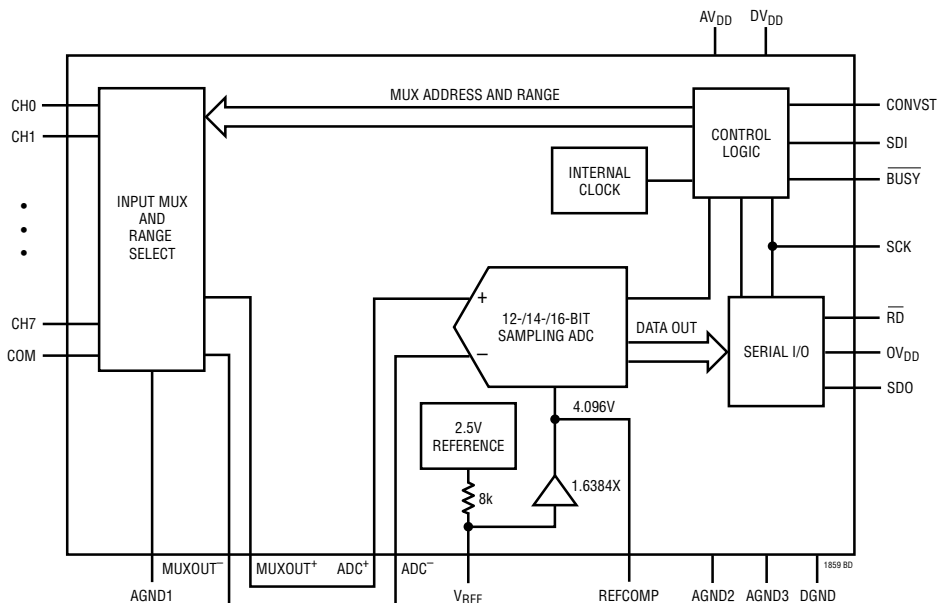 AVDD DVDD
CH0
CH1
CH7
COM
INPUT MUX
AND
RANGE
SELECT
MUX ADDRESS AND RANGE
INTERNAL
CLOCK
CONTROL
LOGIC
CONVST
SDI
BUSY
SCK
RD
OVDD
SDO
+
−
12-/14-/16-BIT
SAMPLING ADC
DATA OUT
SERIAL I/O
4.096V
2.5V
REFERENCE
8k
1.6384X
MUXOUT− MUXOUT+ ADC+ ADC−
1859 BD
AGND1 VREF REFCOMP AGND2 AGND3 DGND